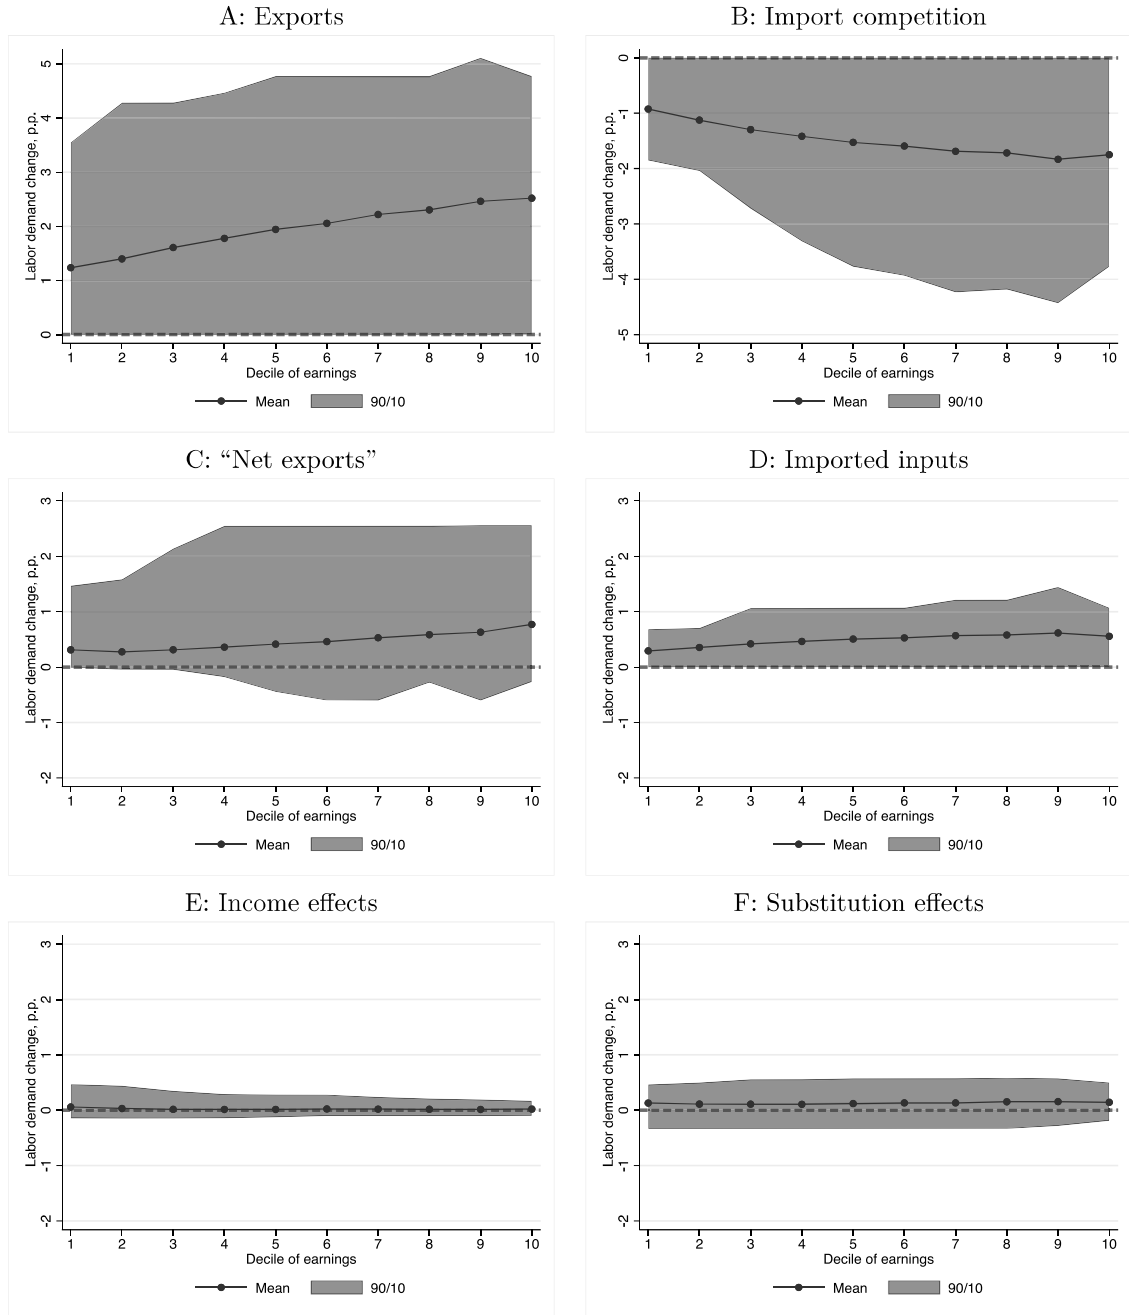 A: Exports
Labor demand change, p.p.
5
4
3
2
1
0
1 2 3 4 5 6 7 8 9 10
Decile of earnings
Mean 90/10
B: Import competition
Labor demand change, p.p.
0
-1
-2
-3
-4
-5
1 2 3 4 5 6 7 8 9 10
Decile of earnings
Mean 90/10
C: “Net exports”
Labor demand change, p.p.
3
2
1
0
-1
-2
1 2 3 4 5 6 7 8 9 10
Decile of earnings
Mean 90/10
D: Imported inputs
Labor demand change, p.p.
3
2
1
0
-1
-2
1 2 3 4 5 6 7 8 9 10
Decile of earnings
Mean 90/10
E: Income effects
Labor demand change, p.p.
3
2
1
0
-1
-2
1 2 3 4 5 6 7 8 9 10
Decile of earnings
Mean 90/10
F: Substitution effects
Labor demand change, p.p.
3
2
1
0
-1
-2
1 2 3 4 5 6 7 8 9 10
Decile of earnings
Mean 90/10